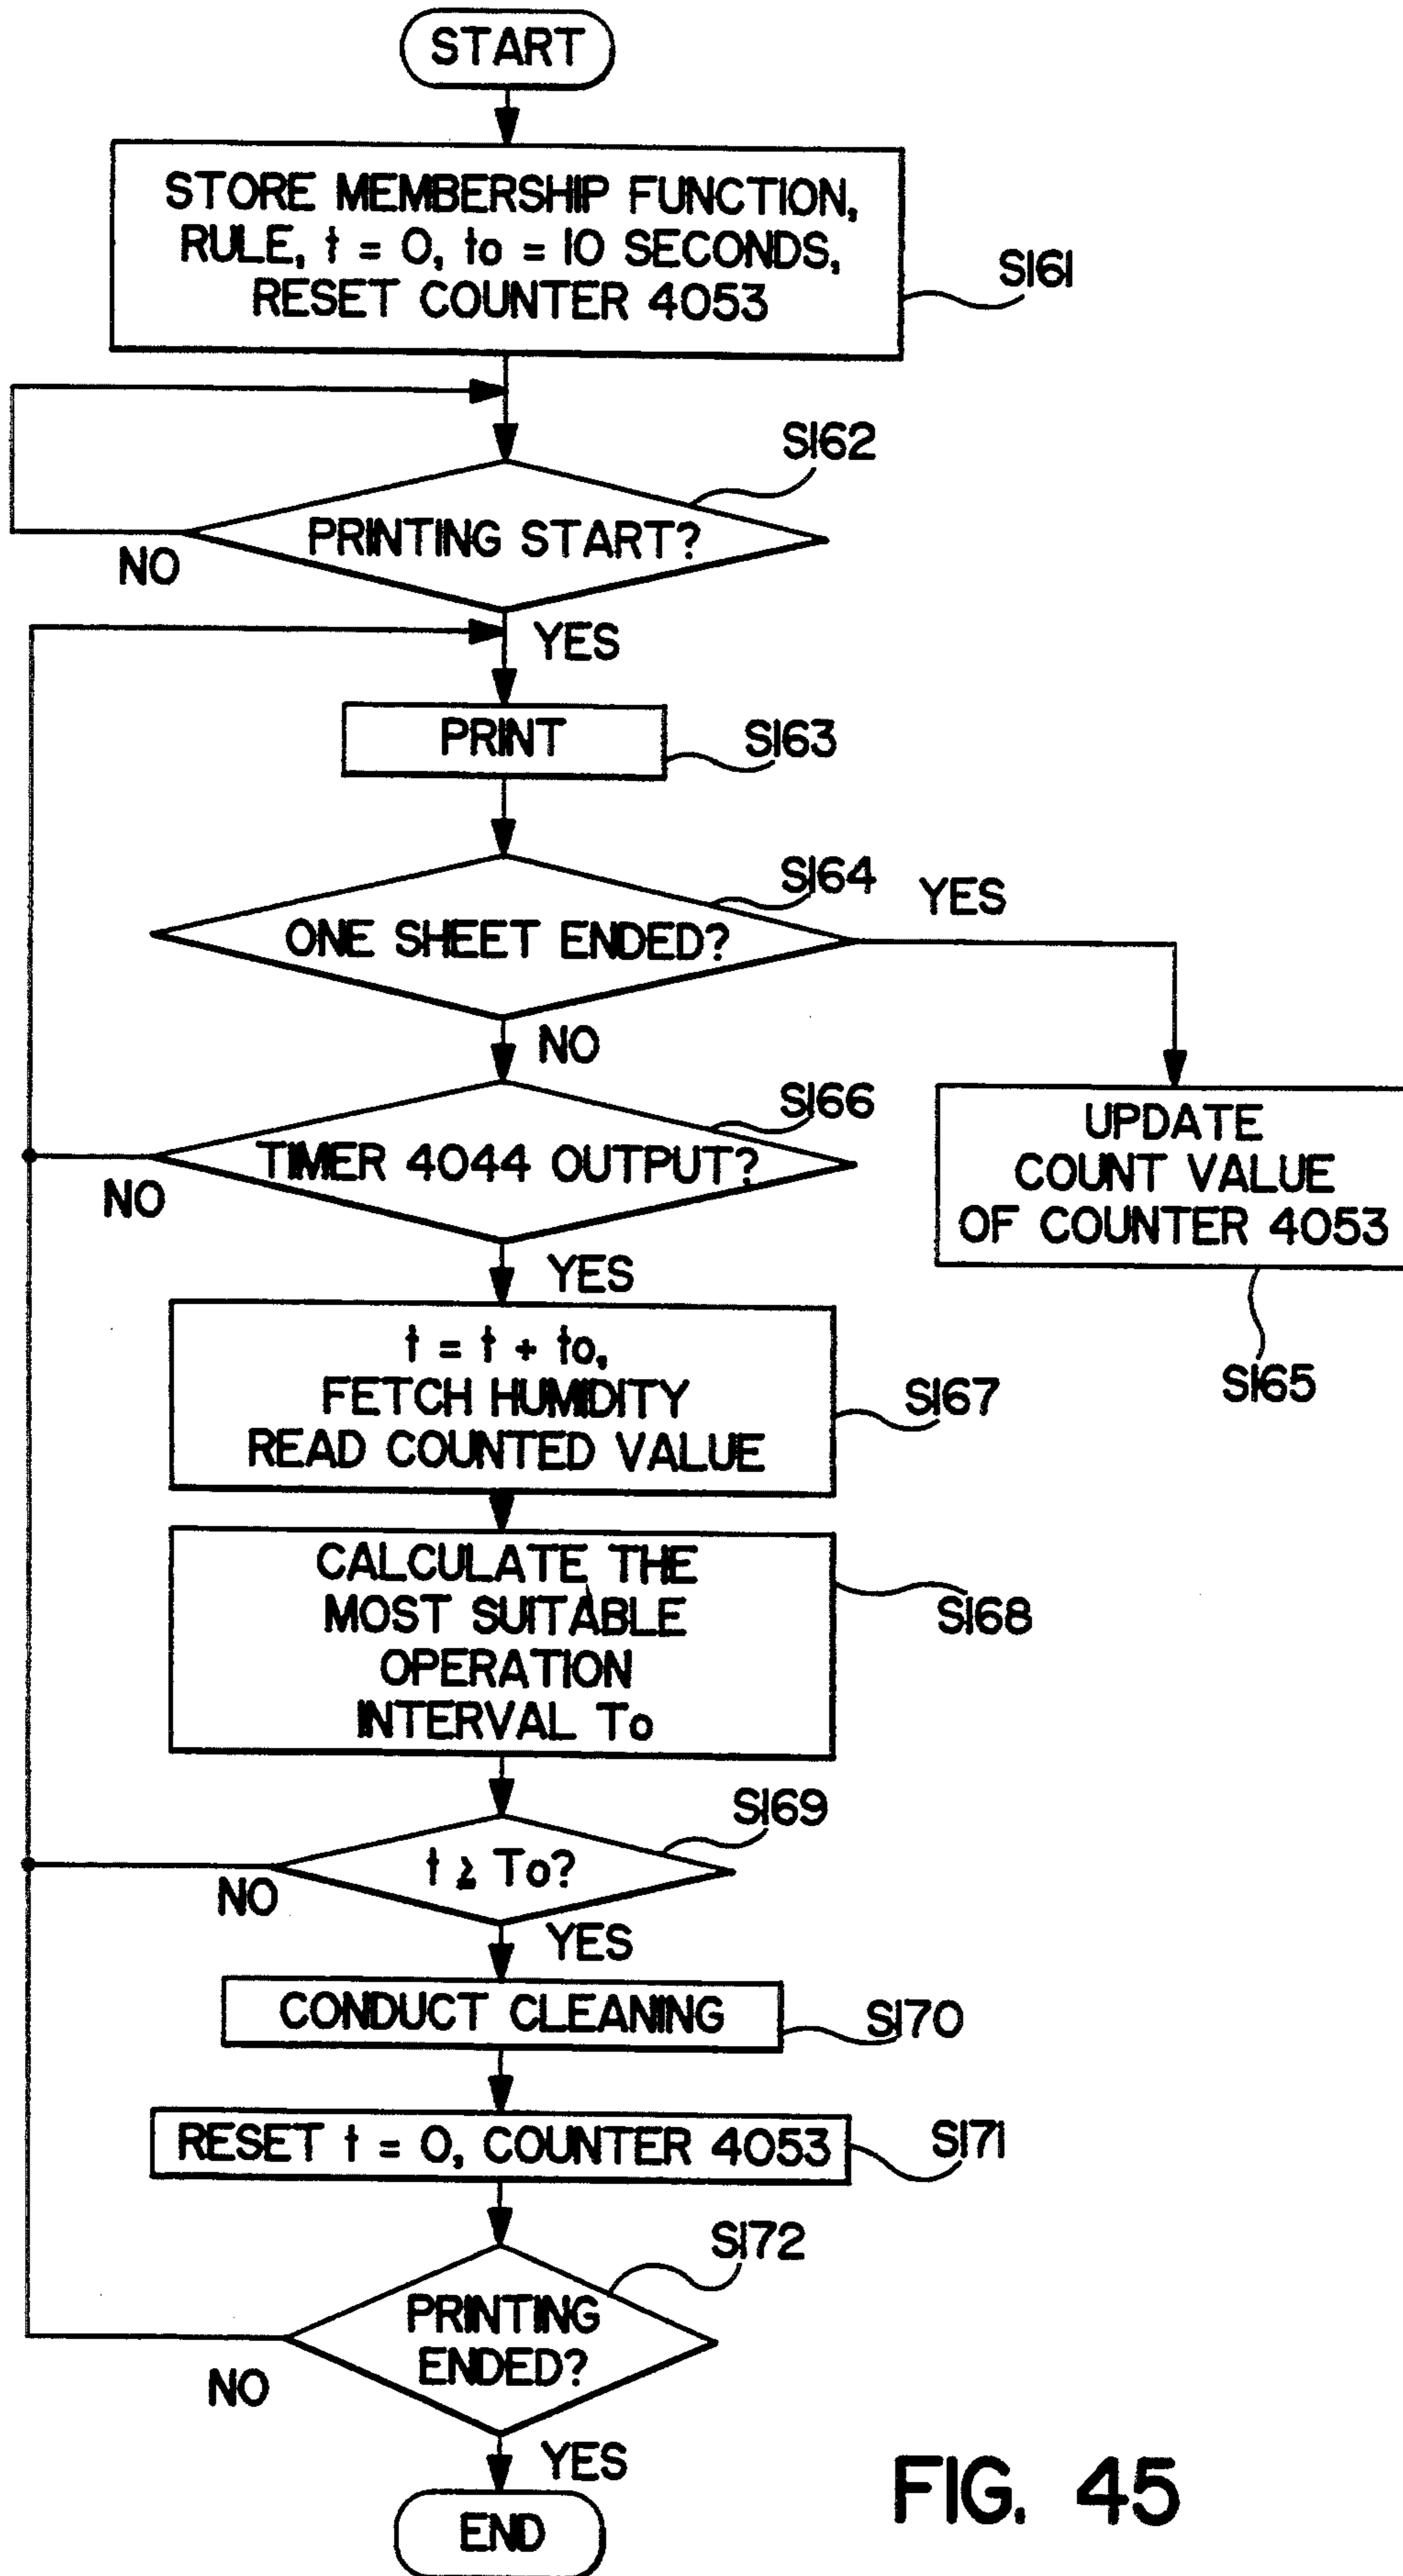 START
STORE MEMBERSHIP FUNCTION,
RULE, t = 0, to = 10 SECONDS,
RESET COUNTER 4053
S161
S162
PRINTING START?
NO
YES
PRINT
S163
S164
YES
ONE SHEET ENDED?
NO
S166
TIMER 4044 OUTPUT?
NO
UPDATE
COUNT VALUE
OF COUNTER 4053
S165
YES
t = t + to,
FETCH HUMIDITY
READ COUNTED VALUE
S167
CALCULATE THE
MOST SUITABLE
OPERATION
INTERVAL To
S168
S169
t ≥ To?
NO
YES
CONDUCT CLEANING
S170
RESET t = 0, COUNTER 4053
S171
S172
PRINTING
ENDED?
NO
YES
END
FIG. 45